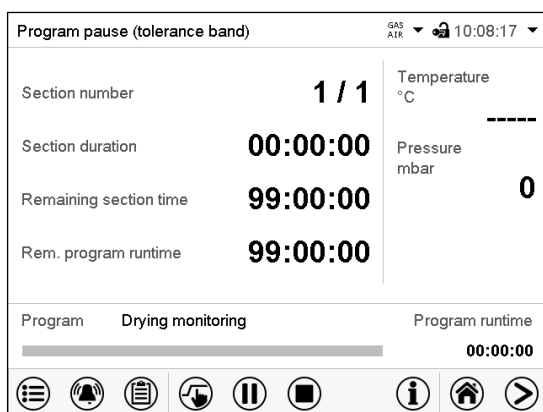 Program pause (tolerance band) GAS AIR 10:08:17
Section number 1 / 1
Section duration 00:00:00
Remaining section time 99:00:00
Rem. program runtime 99:00:00
Temperature
°C
-----
Pressure
mbar
0
Program Drying monitoring Program runtime
00:00:00